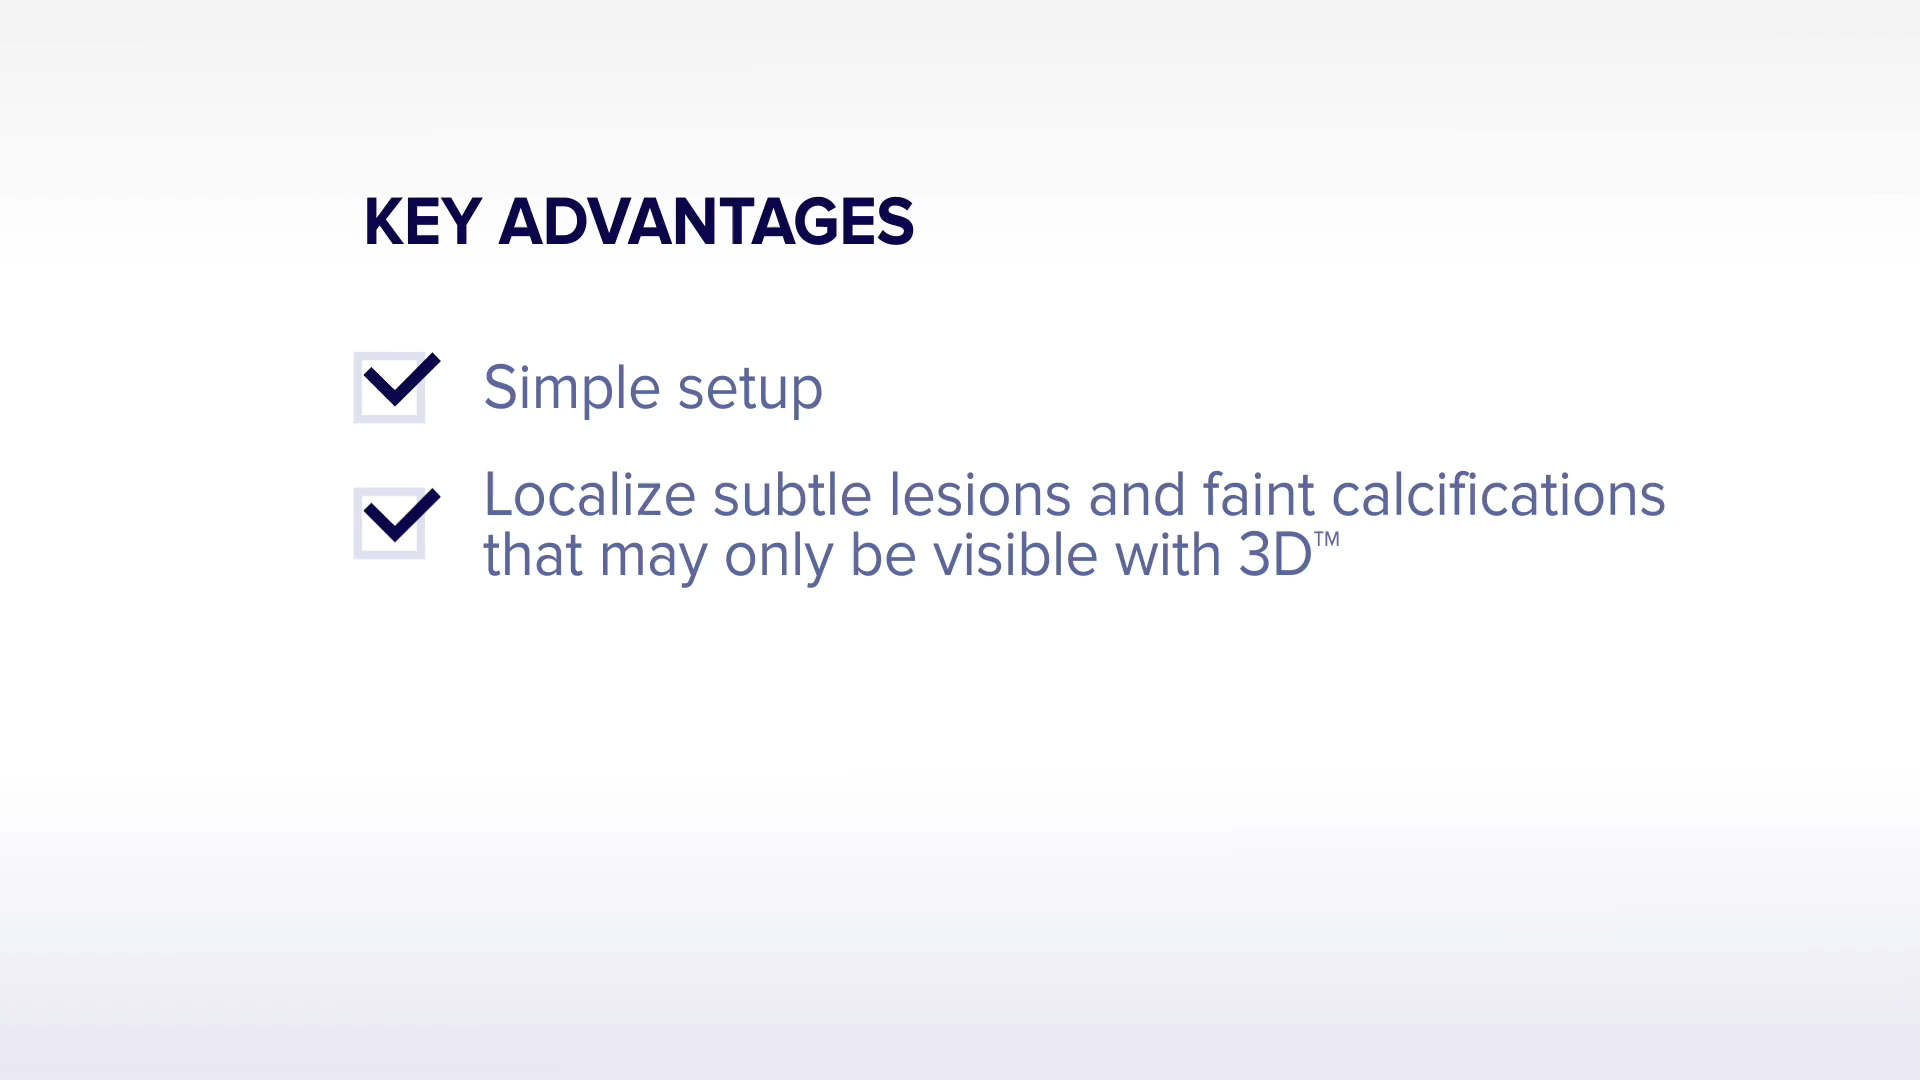 KEY ADVANTAGES
Simple setup
Localize subtle lesions and faint calcifications
that may only be visible with 3D™